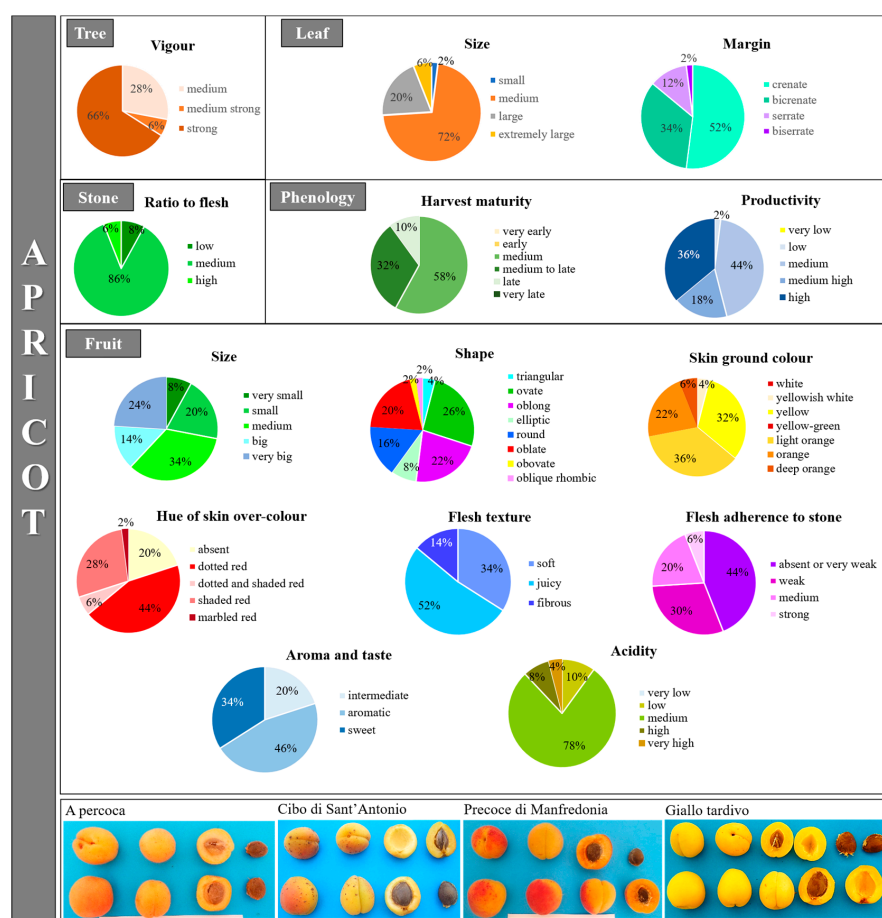 APRICOT
Tree
Vigour
28%
6%
66%
medium
medium strong
strong
Leaf
Size
6%
2%
20%
72%
small
medium
large
extremely large
Margin
2%
12%
34%
52%
crenate
bicrenate
serrate
biserrate
Stone
Ratio to flesh
6%
8%
86%
low
medium
high
Phenology
Harvest maturity
10%
32%
58%
very early
early
medium
medium to late
late
very late
Productivity
2%
36%
44%
18%
very low
low
medium
medium high
high
Fruit
Size
8%
24%
20%
14%
34%
very small
small
medium
big
very big
Shape
2%
2%
4%
20%
26%
16%
8%
22%
triangular
ovate
oblong
elliptic
round
oblate
obovate
oblique rhombic
Skin ground colour
6%
4%
22%
32%
36%
white
yellowish white
yellow
yellow-green
light orange
orange
deep orange
Hue of skin over-colour
2%
20%
28%
6%
44%
absent
dotted red
dotted and shaded red
shaded red
marbled red
Flesh texture
14%
34%
52%
soft
juicy
fibrous
Flesh adherence to stone
6%
20%
44%
30%
absent or very weak
weak
medium
strong
Aroma and taste
34%
20%
46%
intermediate
aromatic
sweet
Acidity
4%
8%
10%
78%
very low
low
medium
high
very high
A percoca
Cibo di Sant’Antonio
Precoce di Manfredonia
Giallo tardivo